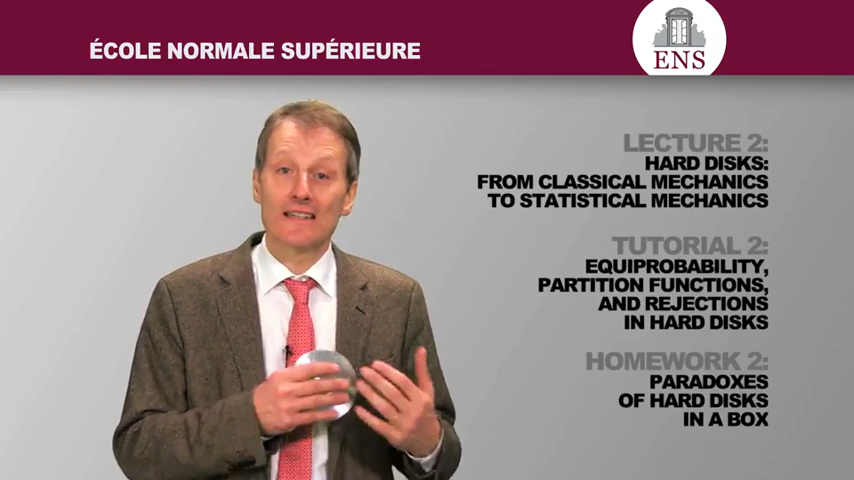 ÉCOLE NORMALE SUPÉRIEURE
ENS
LECTURE 2:
HARD DISKS:
FROM CLASSICAL MECHANICS
TO STATISTICAL MECHANICS
TUTORIAL 2:
EQUIPROBABILITY,
PARTITION FUNCTIONS,
AND REJECTIONS
IN HARD DISKS
HOMEWORK 2:
PARADOXES
OF HARD DISKS
IN A BOX